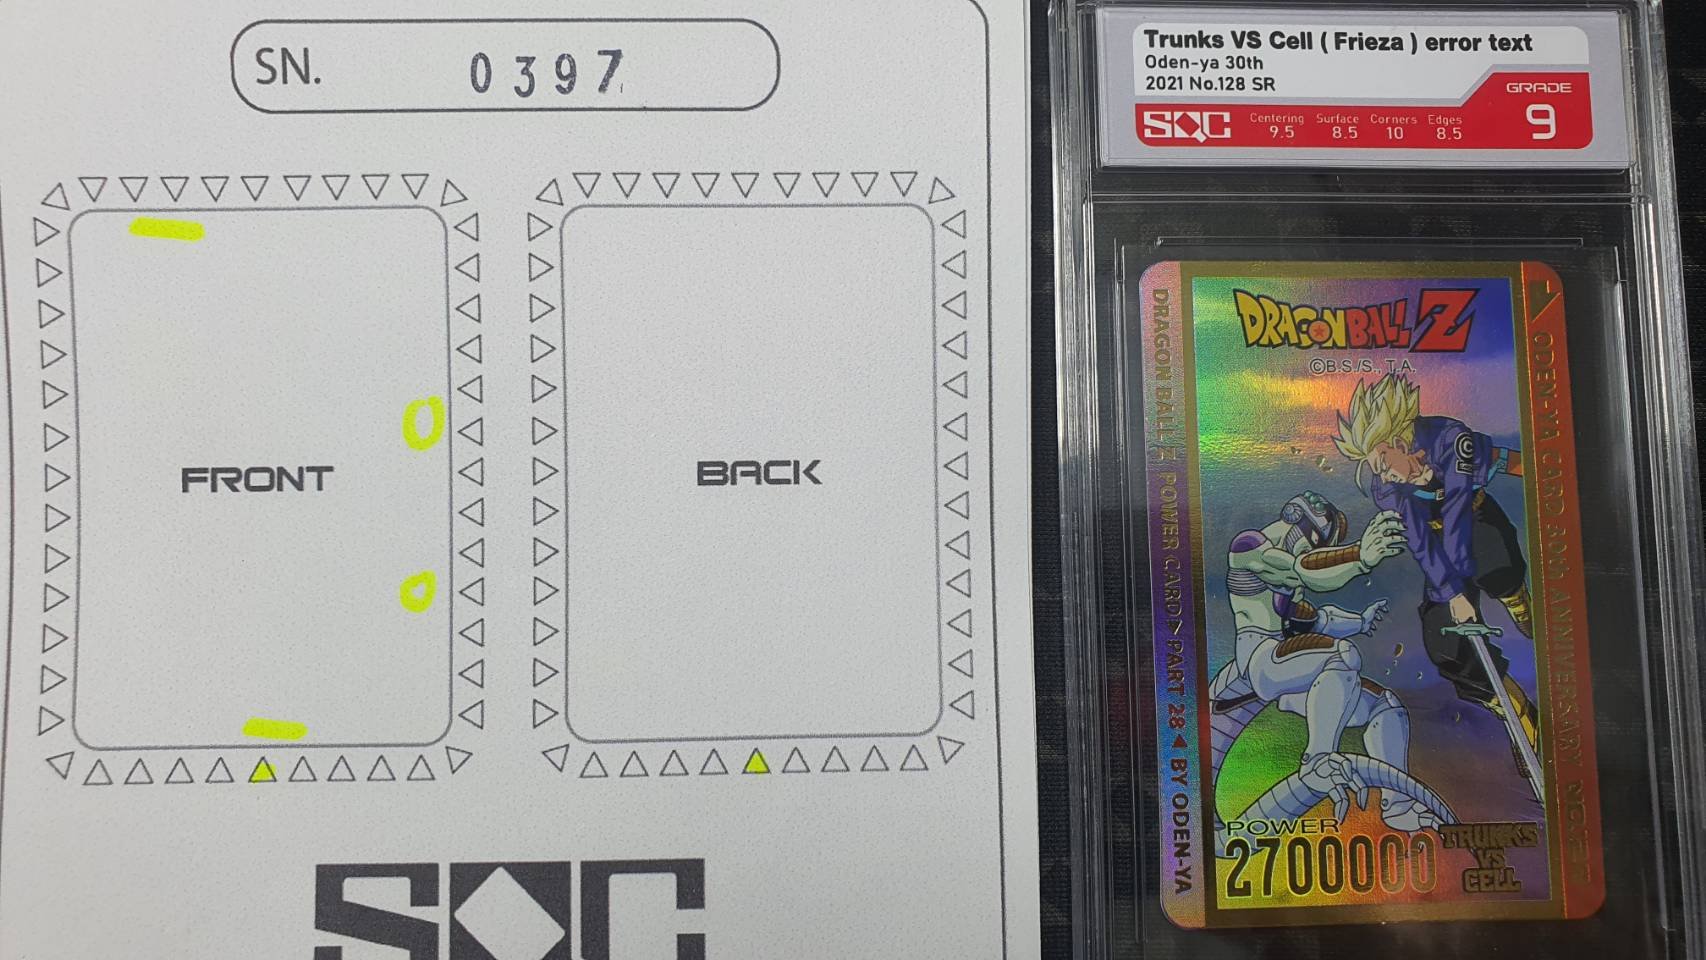 SN. 0397
FRONT
BACK
SQC
Trunks VS Cell ( Frieza ) error text
Oden-ya 30th
2021 No.128 SR
GRADE
9
SQC
Centering Surface Corners Edges
9.5 8.5 10 8.5
DRAGON BALL Z
©B.S./S., T.A.
DRAGON BALL Z POWER CARD▶PART 28◀BY ODEN-YA
ODEN-YA CARD 30th ANNIVERSARY
POWER
2700000
TRUNKS
VS
CELL